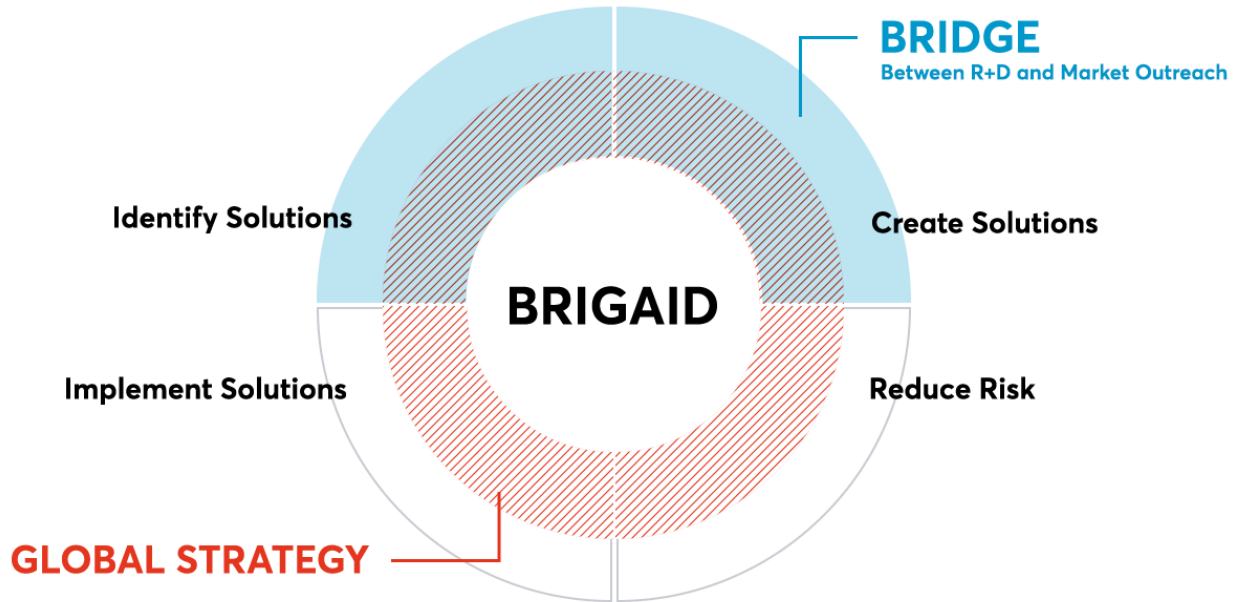 BRIDGE
Between R+D and Market Outreach
Identify Solutions
Create Solutions
BRIGAID
Implement Solutions
Reduce Risk
GLOBAL STRATEGY